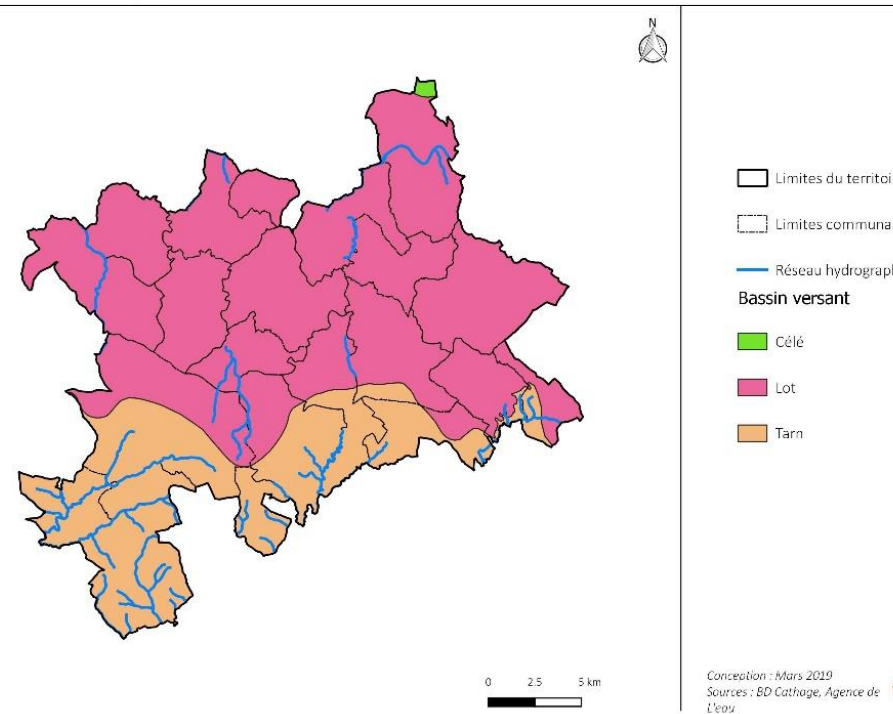 N
Limites du territoi
Limites communa
Réseau hydrograph
Bassin versant
Célé
Lot
Tarn
0 2.5 5 km
Conception : Mars 2019
Sources : BD Cathage, Agence de
L'eau